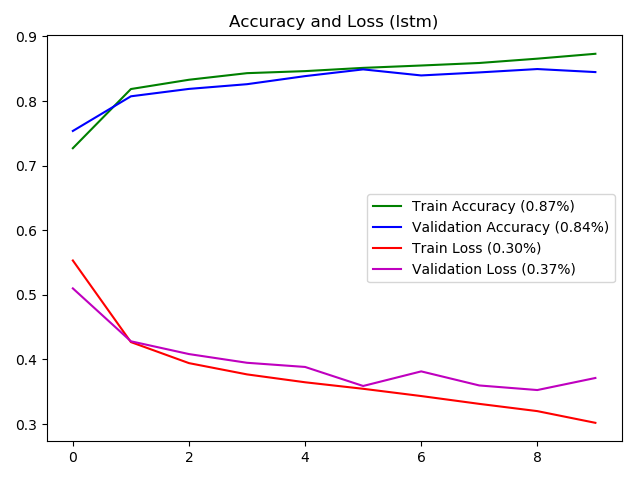 Accuracy and Loss (lstm)
0.9
0.8
0.7
0.6
0.5
0.4
0.3
Train Accuracy (0.87%)
Validation Accuracy (0.84%)
Train Loss (0.30%)
Validation Loss (0.37%)
0 2 4 6 8